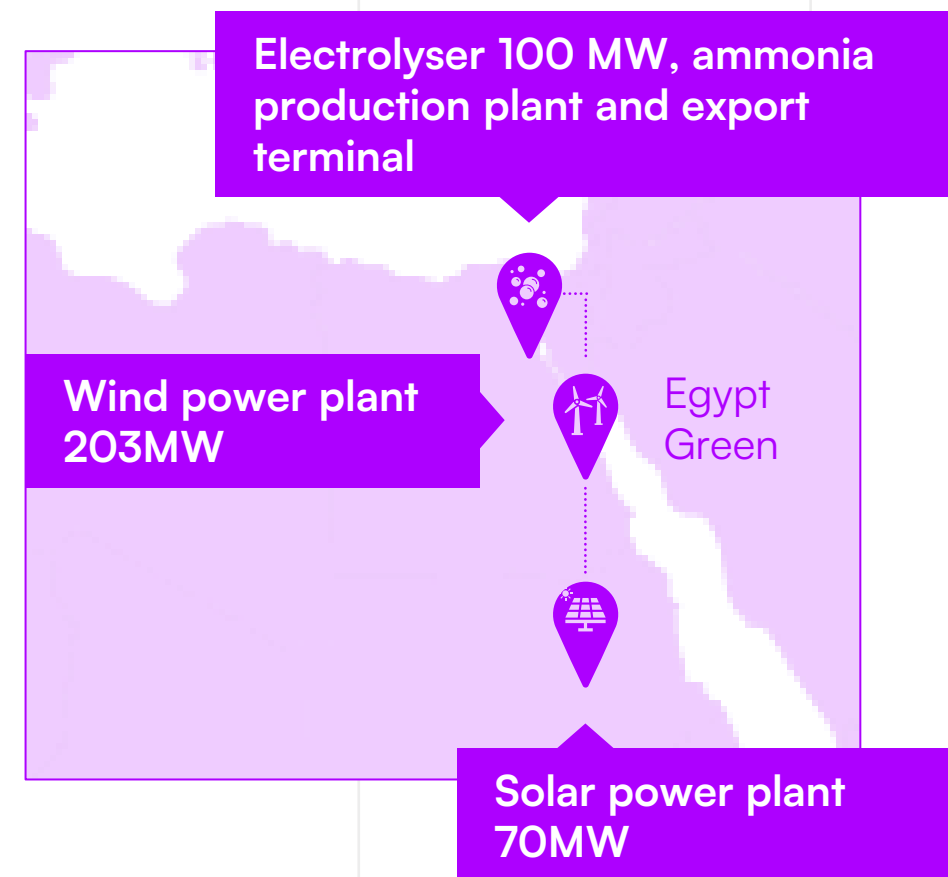 Electrolyser 100 MW, ammonia
production plant and export
terminal
Wind power plant
203MW
Egypt
Green
Solar power plant
70MW